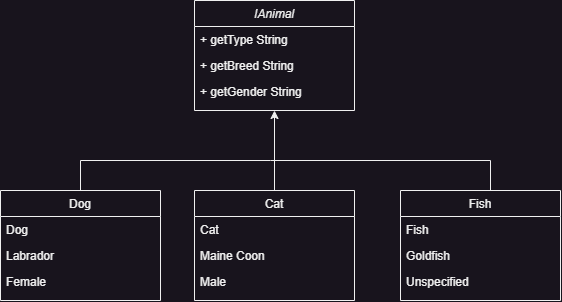 IAnimal
+ getType String
+ getBreed String
+ getGender String
Dog
Dog
Labrador
Female
Cat
Cat
Maine Coon
Male
Fish
Fish
Goldfish
Unspecified